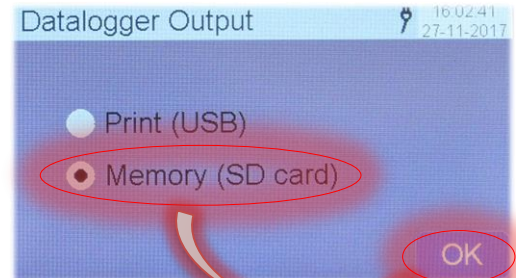 Datalogger Output
16:02:41
27-11-2017
Print (USB)
Memory (SD card)
OK